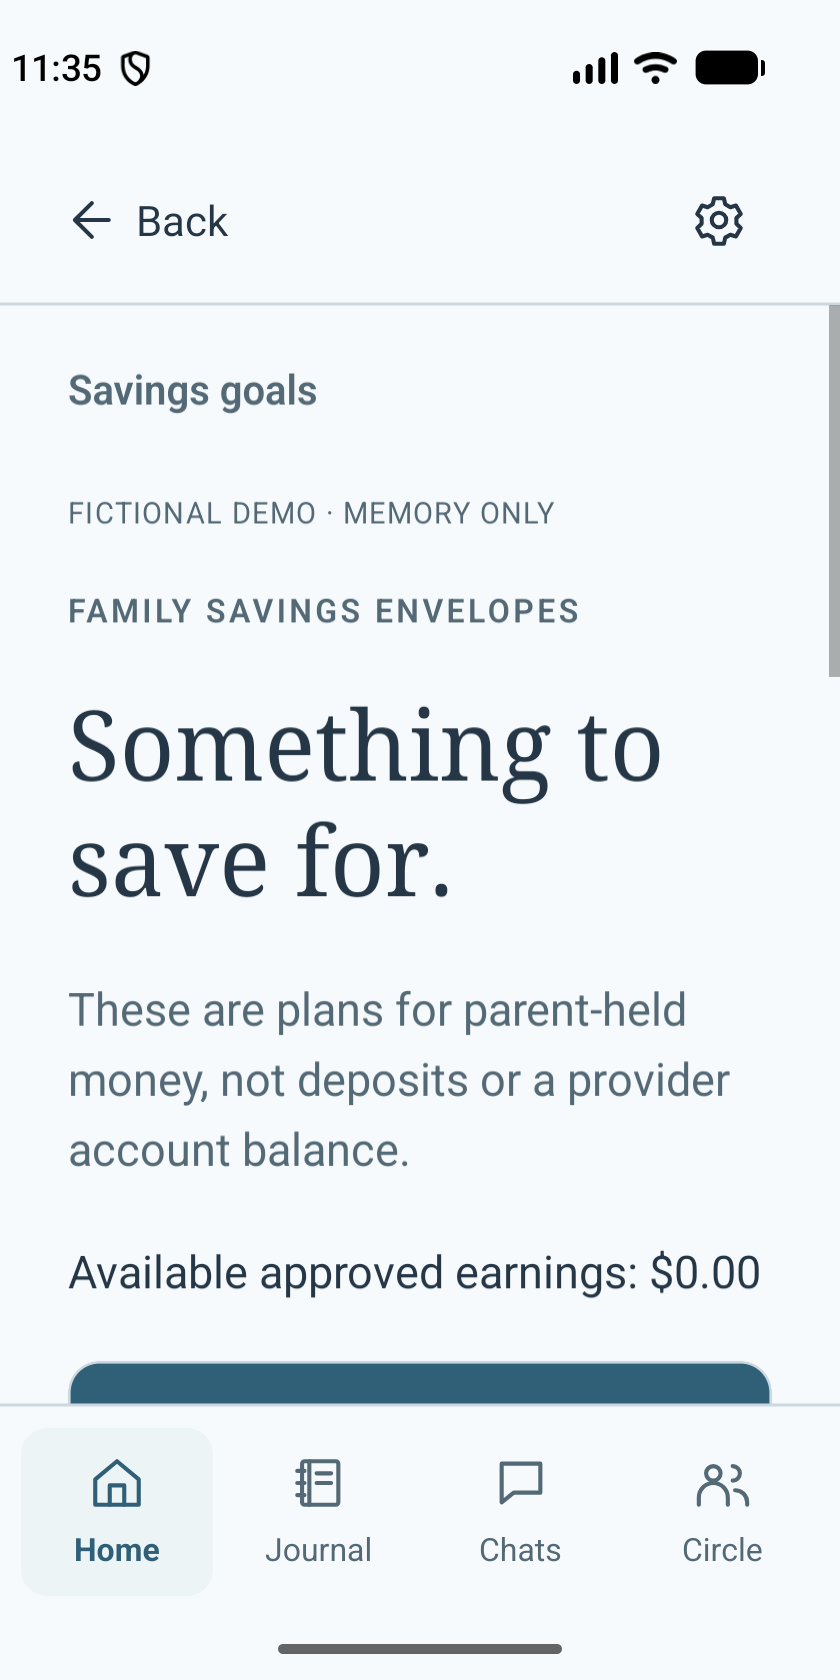 11:35
Back
Savings goals
FICTIONAL DEMO · MEMORY ONLY
FAMILY SAVINGS ENVELOPES
Something to
save for.
These are plans for parent-held
money, not deposits or a provider
account balance.
Available approved earnings: $0.00
Home
Journal
Chats
Circle